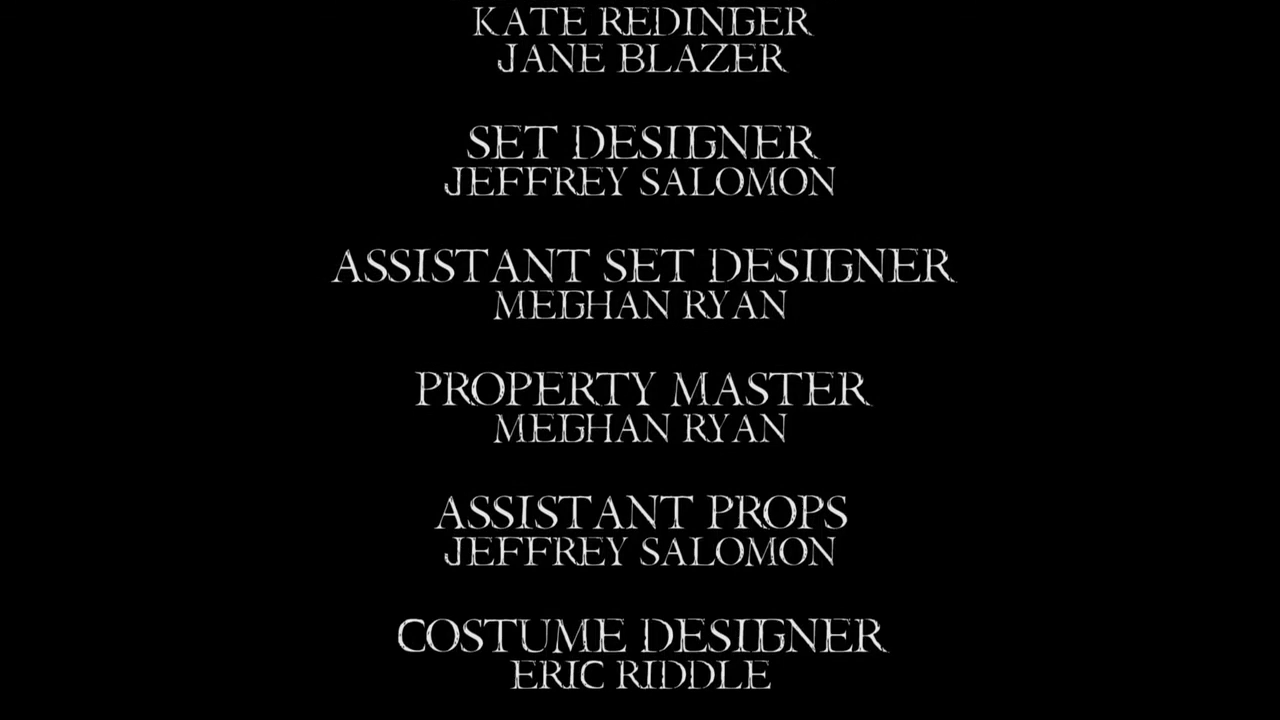 KATE REDINGER
JANE BLAZER
SET DESIGNER
JEFFREY SALOMON
ASSISTANT SET DESIGNER
MEGHAN RYAN
PROPERTY MASTER
MEGHAN RYAN
ASSISTANT PROPS
JEFFREY SALOMON
COSTUME DESIGNER
ERIC RIDDLE